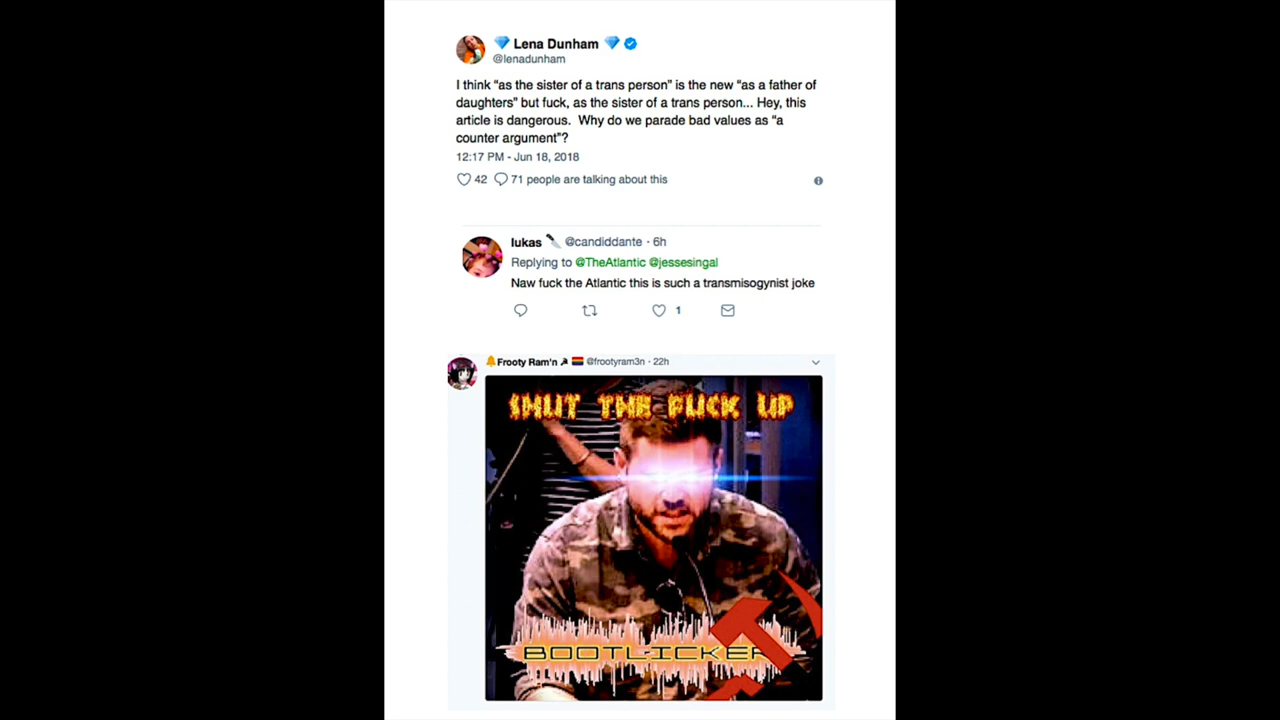 💎 Lena Dunham 💎
@lenadunham
I think “as the sister of a trans person” is the new “as a father of
daughters” but fuck, as the sister of a trans person... Hey, this
article is dangerous.  Why do we parade bad values as “a
counter argument”?
12:17 PM - Jun 18, 2018
42 71 people are talking about this
lukas 🔪 @candiddante · 6h
Replying to @TheAtlantic @jessesingal
Naw fuck the Atlantic this is such a transmisogynist joke
1
🔔Frooty Ram'n ☭ 🏳️‍🌈 @frootyram3n · 22h
SHUT THE FUCK UP
BOOTLICKER